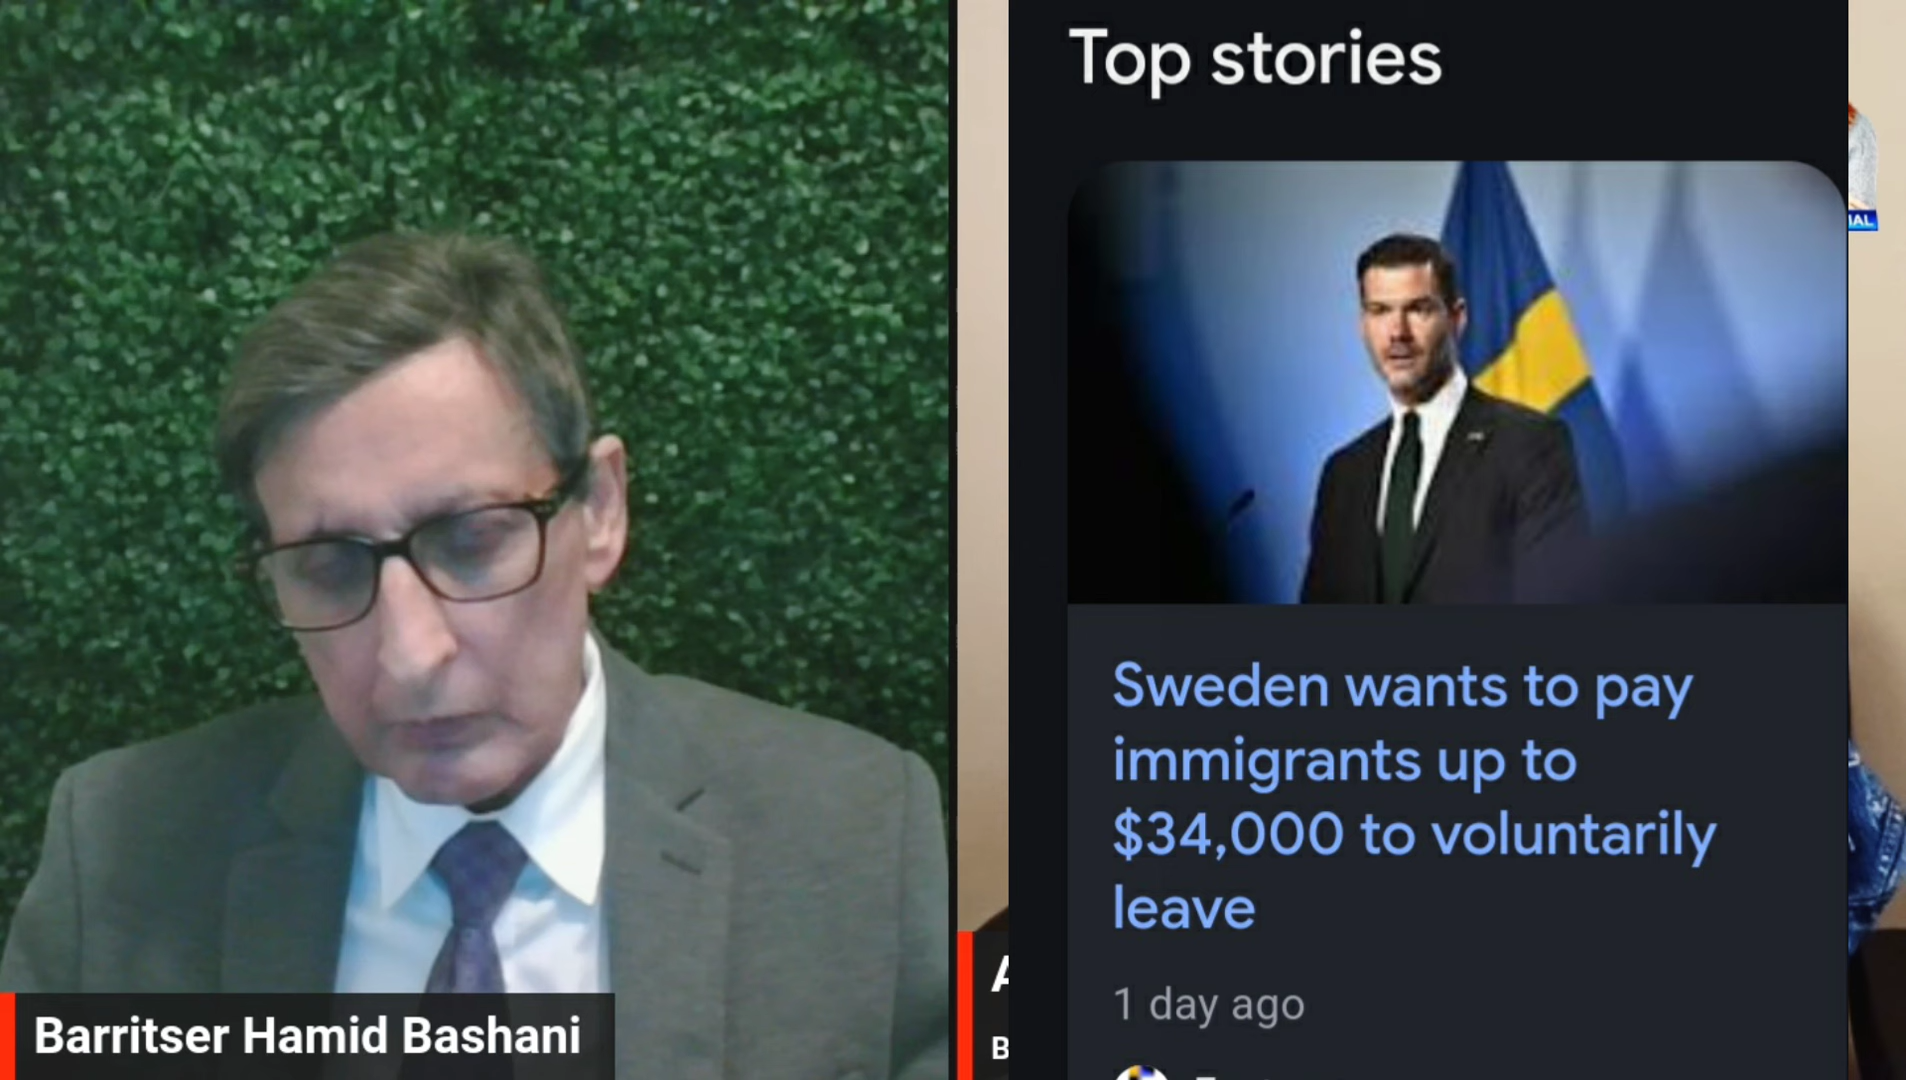 Top stories
Sweden wants to pay
immigrants up to
$34,000 to voluntarily
leave
1 day ago
Barritser Hamid Bashani